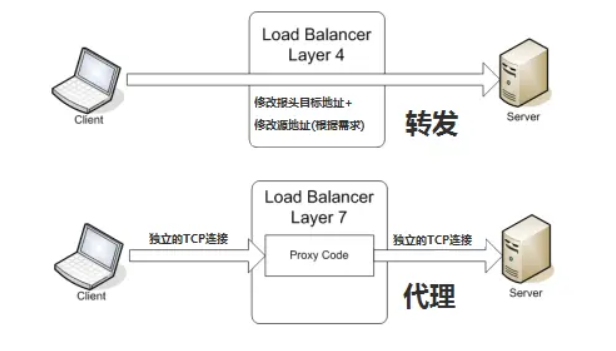 Load Balancer
Layer 4
修改报头目标地址+
修改源地址(根据需求)
转发
Client
Server
Load Balancer
Layer 7
独立的TCP连接
Proxy Code
独立的TCP连接
代理
Client
Server